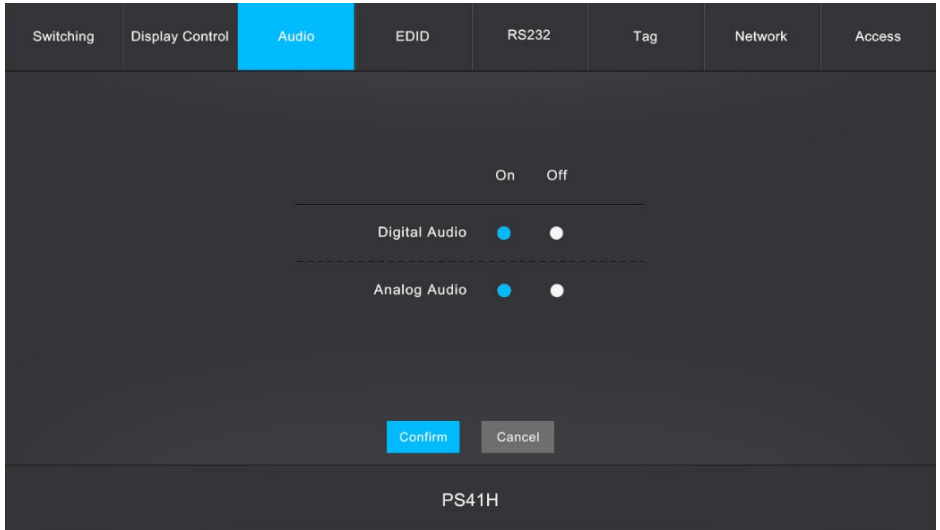 Switching Display Control Audio EDID RS232 Tag Network Access
On Off
Digital Audio
Analog Audio
Confirm Cancel
PS41H